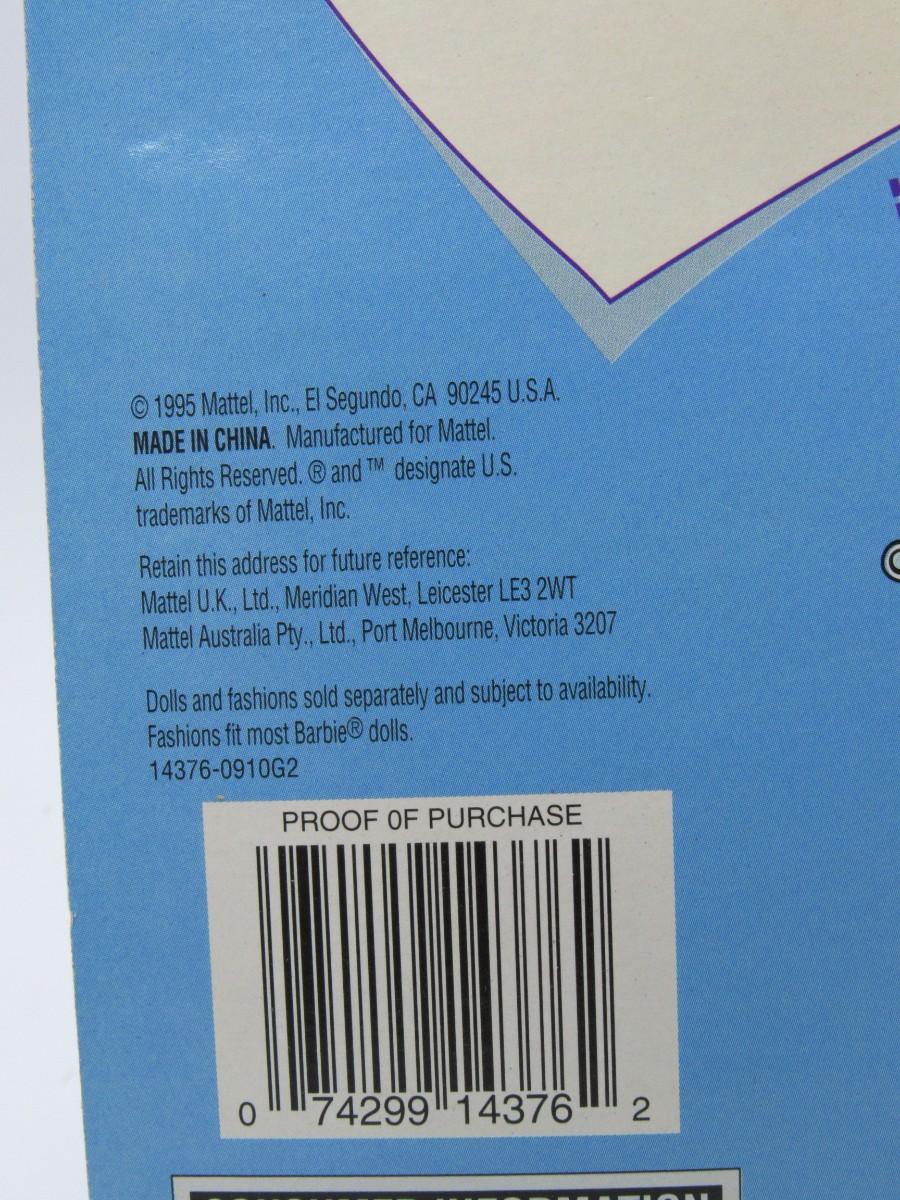 © 1995 Mattel, Inc., El Segundo, CA 90245 U.S.A.
MADE IN CHINA. Manufactured for Mattel.
All Rights Reserved. ® and ™ designate U.S.
trademarks of Mattel, Inc.
Retain this address for future reference:
Mattel U.K., Ltd., Meridian West, Leicester LE3 2WT
Mattel Australia Pty., Ltd., Port Melbourne, Victoria 3207
Dolls and fashions sold separately and subject to availability.
Fashions fit most Barbie® dolls.
14376-0910G2
PROOF 0F PURCHASE
0 74299 14376 2
CONSUMER INFORMATION